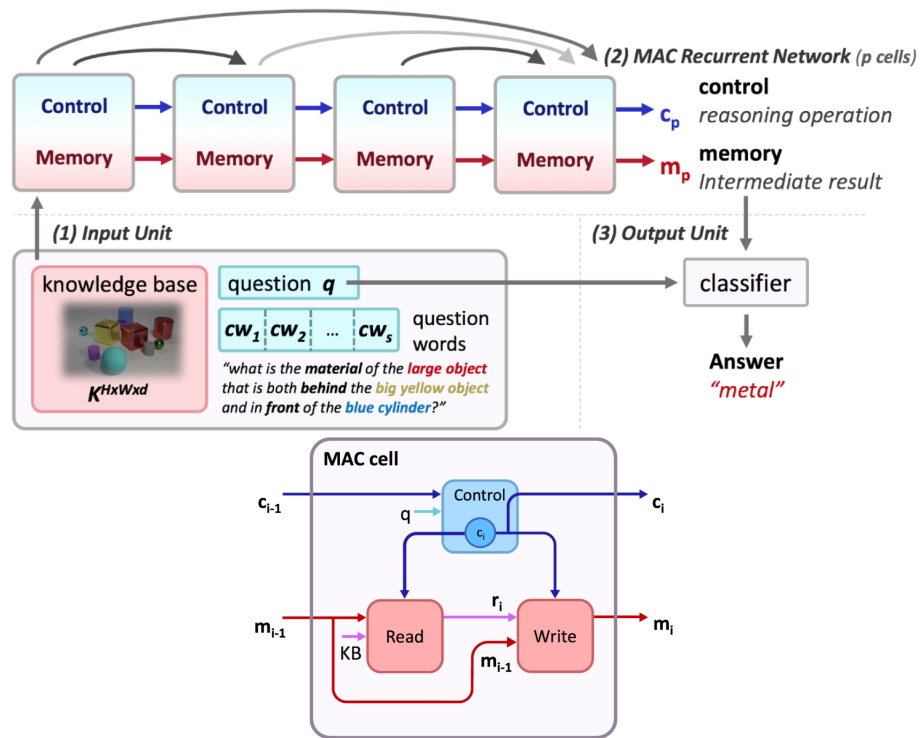 (2) MAC Recurrent Network (p cells)
Control
Control
Control
Control
Memory
Memory
Memory
Memory
c_p
control
reasoning operation
m_p
memory
Intermediate result
(1) Input Unit
knowledge base
K^HxWxd
question q
cw_1 cw_2 ... cw_s
question
words
“what is the material of the large object
that is both behind the big yellow object
and in front of the blue cylinder?”
(3) Output Unit
classifier
Answer
“metal”
MAC cell
c_i-1
q
Control
c_i
c_i
m_i-1
KB
Read
r_i
m_i-1
Write
m_i